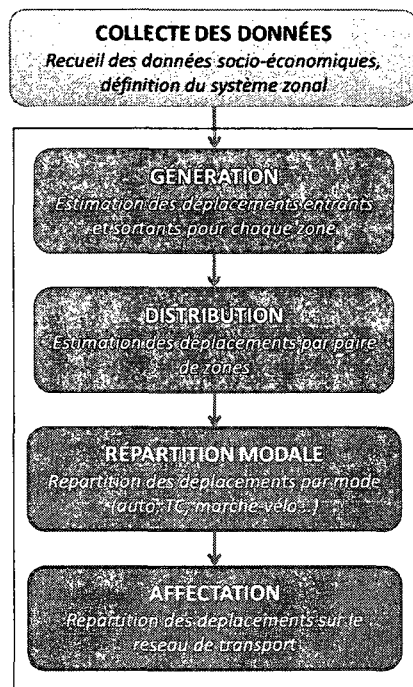 COLLECTE DES DONNÉES
Recueil des données socio-économiques,
définition du système zonal
GENERATION
Estimation des déplacements entrants
et sortants pour chaque zone
DISTRIBUTION
Estimation des déplacements par paire
de zones
RÉPARTITION MODALE
Répartition des déplacements par mode
(auto, TC, marche-vélo...)
AFFECTATION
Répartition des déplacements sur le
reseau de transport